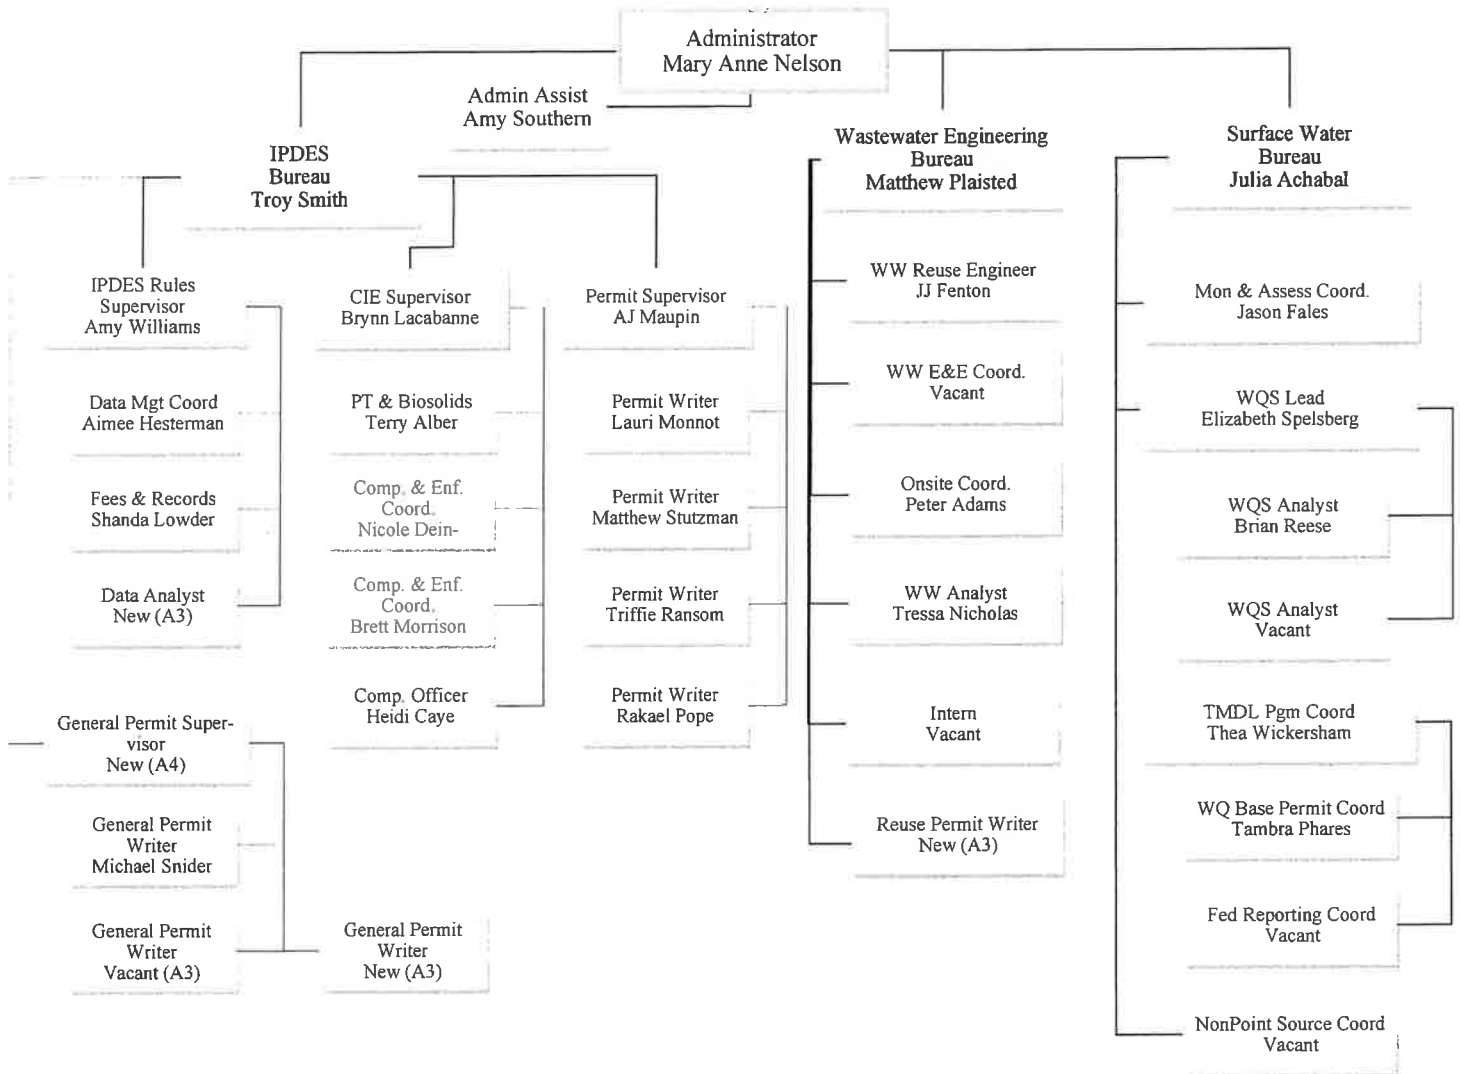 Administrator
Mary Anne Nelson
Admin Assist
Amy Southern
IPDES
Bureau
Troy Smith
IPDES Rules
Supervisor
Amy Williams
Data Mgt Coord
Aimee Hesterman
Fees & Records
Shanda Lowder
Data Analyst
New (A3)
General Permit Super-
visor
New (A4)
General Permit
Writer
Michael Snider
General Permit
Writer
Vacant (A3)
General Permit
Writer
New (A3)
CIE Supervisor
Brynn Lacabanne
PT & Biosolids
Terry Alber
Comp. & Enf.
Coord.
Nicole Dein-
Comp. & Enf.
Coord.
Brett Morrison
Comp. Officer
Heidi Caye
Permit Supervisor
AJ Maupin
Permit Writer
Lauri Monnot
Permit Writer
Matthew Stutzman
Permit Writer
Triffie Ransom
Permit Writer
Rakael Pope
Wastewater Engineering
Bureau
Matthew Plaisted
WW Reuse Engineer
JJ Fenton
WW E&E Coord.
Vacant
Onsite Coord.
Peter Adams
WW Analyst
Tressa Nicholas
Intern
Vacant
Reuse Permit Writer
New (A3)
Surface Water
Bureau
Julia Achabal
Mon & Assess Coord.
Jason Fales
WQS Lead
Elizabeth Spelsberg
WQS Analyst
Brian Reese
WQS Analyst
Vacant
TMDL Pgm Coord
Thea Wickersham
WQ Base Permit Coord
Tambra Phares
Fed Reporting Coord
Vacant
NonPoint Source Coord
Vacant